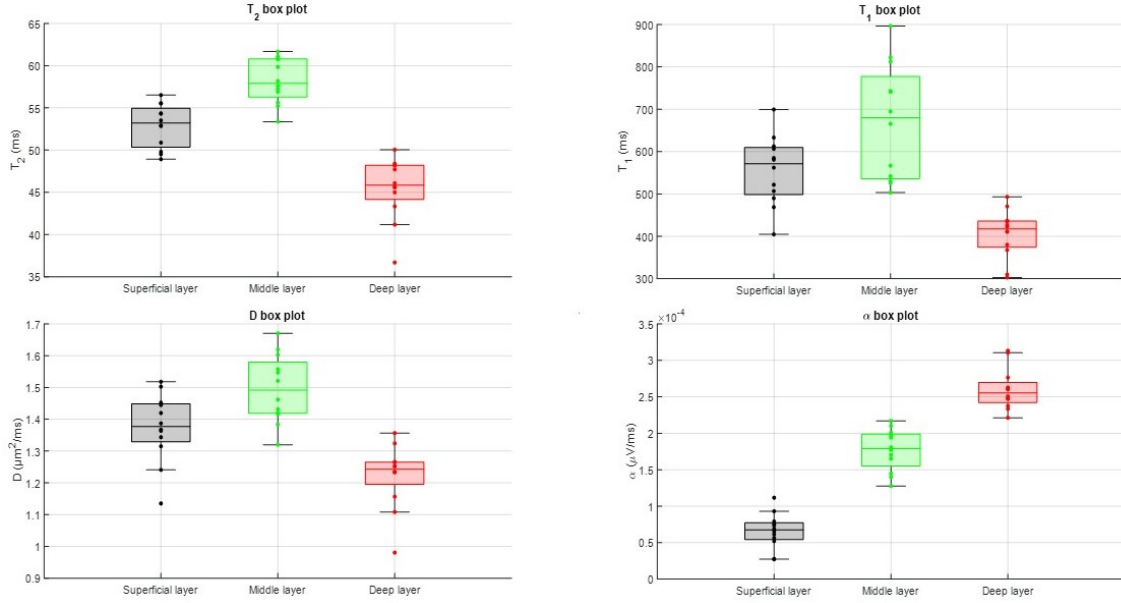 T2 box plot
65
60
55
50
45
40
35
T2 (ms)
Superficial layer Middle layer Deep layer
T1 box plot
900
800
700
600
500
400
300
T1 (ms)
Superficial layer Middle layer Deep layer
D box plot
1.7
1.6
1.5
1.4
1.3
1.2
1.1
1
0.9
D (μm2/ms)
Superficial layer Middle layer Deep layer
α box plot
×10-4
3.5
3
2.5
2
1.5
1
0.5
0
α (μV/ms)
Superficial layer Middle layer Deep layer